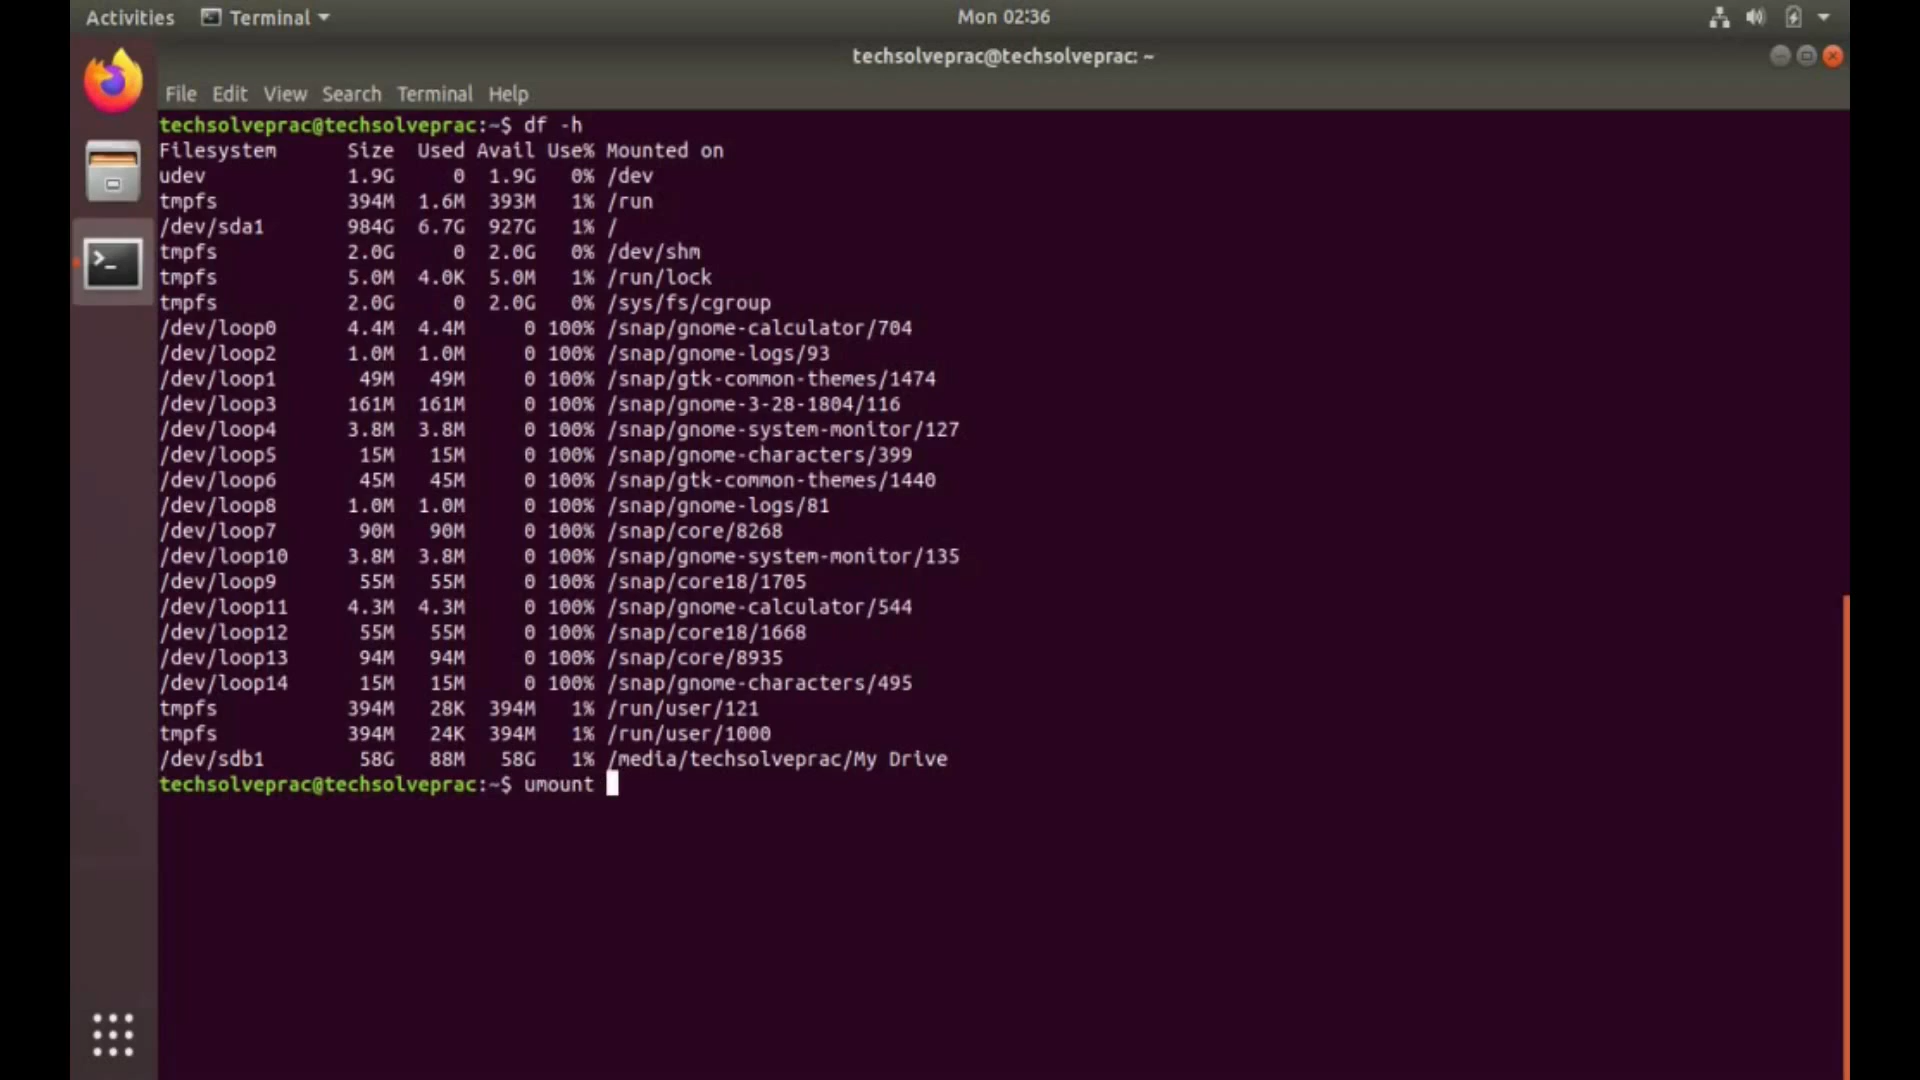 Activities Terminal Mon 02:36
techsolveprac@techsolveprac: ~
File Edit View Search Terminal Help
techsolveprac@techsolveprac:~$ df -h
Filesystem      Size  Used Avail Use% Mounted on
udev            1.9G     0  1.9G   0% /dev
tmpfs           394M  1.6M  393M   1% /run
/dev/sda1       984G  6.7G  927G   1% /
tmpfs           2.0G     0  2.0G   0% /dev/shm
tmpfs           5.0M  4.0K  5.0M   1% /run/lock
tmpfs           2.0G     0  2.0G   0% /sys/fs/cgroup
/dev/loop0      4.4M  4.4M     0 100% /snap/gnome-calculator/704
/dev/loop2      1.0M  1.0M     0 100% /snap/gnome-logs/93
/dev/loop1       49M   49M     0 100% /snap/gtk-common-themes/1474
/dev/loop3      161M  161M     0 100% /snap/gnome-3-28-1804/116
/dev/loop4      3.8M  3.8M     0 100% /snap/gnome-system-monitor/127
/dev/loop5       15M   15M     0 100% /snap/gnome-characters/399
/dev/loop6       45M   45M     0 100% /snap/gtk-common-themes/1440
/dev/loop8      1.0M  1.0M     0 100% /snap/gnome-logs/81
/dev/loop7       90M   90M     0 100% /snap/core/8268
/dev/loop10     3.8M  3.8M     0 100% /snap/gnome-system-monitor/135
/dev/loop9       55M   55M     0 100% /snap/core18/1705
/dev/loop11     4.3M  4.3M     0 100% /snap/gnome-calculator/544
/dev/loop12      55M   55M     0 100% /snap/core18/1668
/dev/loop13      94M   94M     0 100% /snap/core/8935
/dev/loop14      15M   15M     0 100% /snap/gnome-characters/495
tmpfs           394M   28K  394M   1% /run/user/121
tmpfs           394M   24K  394M   1% /run/user/1000
/dev/sdb1        58G   88M   58G   1% /media/techsolveprac/My Drive
techsolveprac@techsolveprac:~$ umount